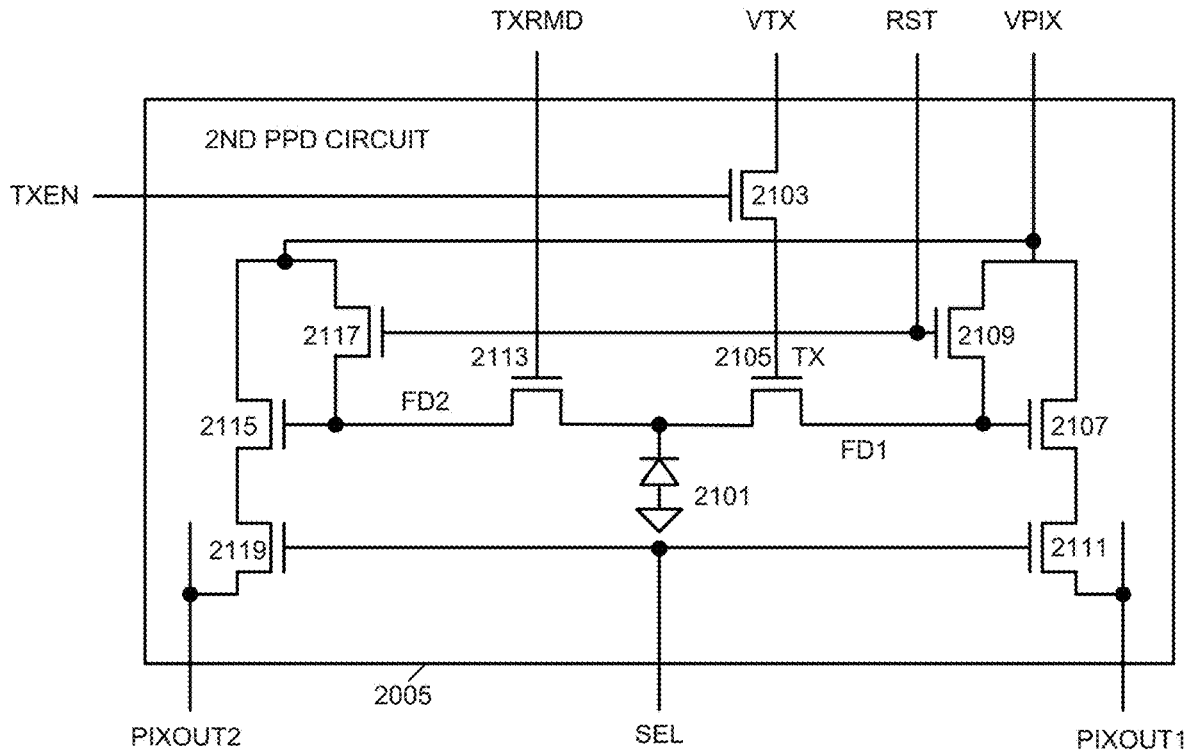 TXRMD VTX RST VPIX
2ND PPD CIRCUIT
TXEN
2103
2117
2109
2113
2105 TX
FD2
2115
2107
FD1
2101
2119
2111
2005
PIXOUT2 SEL PIXOUT1